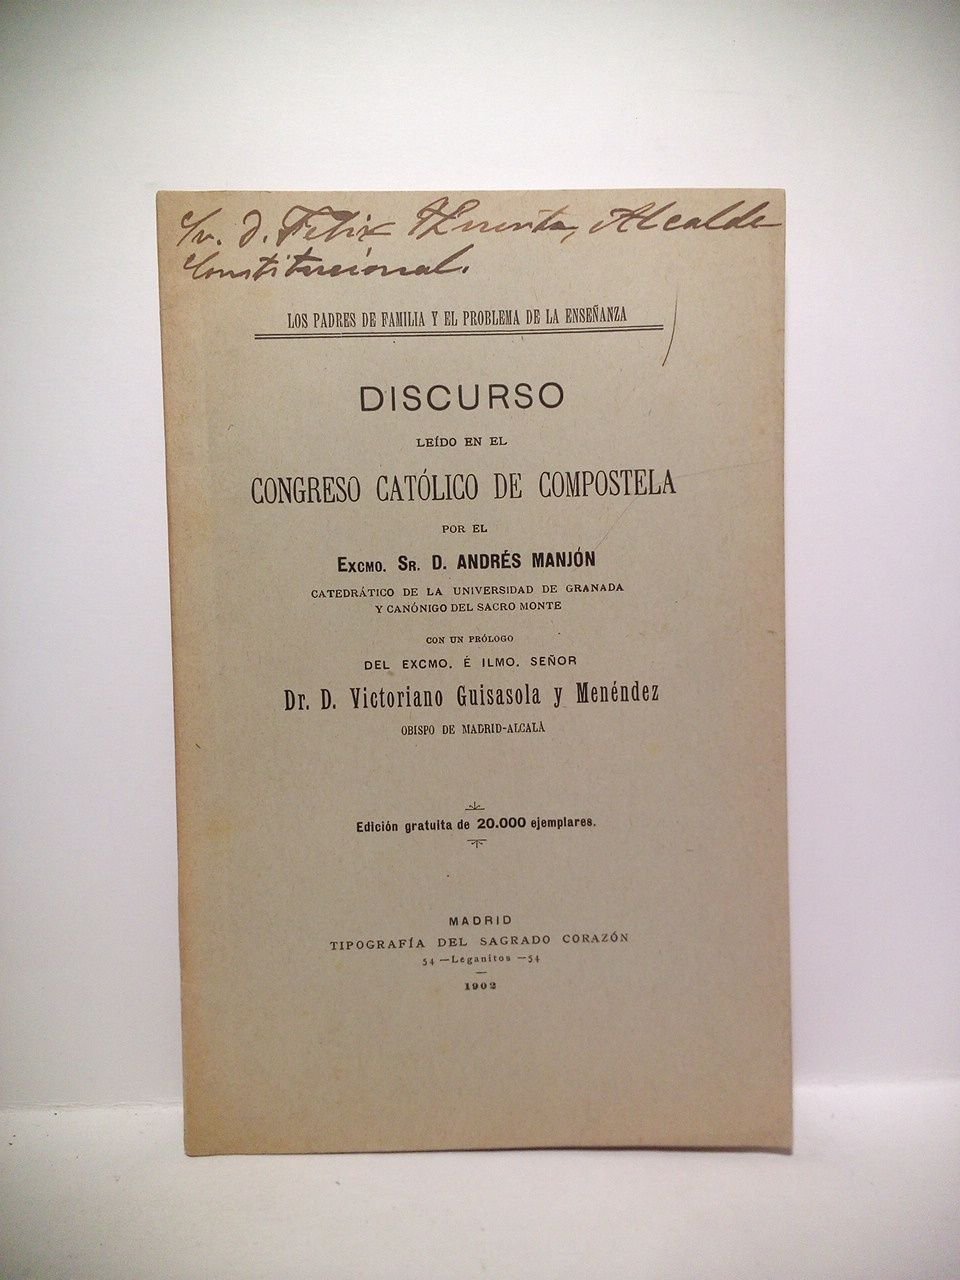 Sr. D. Felix Alcalde
Constitucional.
LOS PADRES DE FAMILIA Y EL PROBLEMA DE LA ENSEÑANZA
DISCURSO
LEÍDO EN EL
CONGRESO CATÓLICO DE COMPOSTELA
POR EL
EXCMO. SR. D. ANDRÉS MANJÓN
CATEDRÁTICO DE LA UNIVERSIDAD DE GRANADA
Y CANÓNIGO DEL SACRO MONTE
CON UN PRÓLOGO
DEL EXCMO. É ILMO. SEÑOR
Dr. D. Victoriano Guisasola y Menéndez
OBISPO DE MADRID-ALCALÁ
Edición gratuita de 20.000 ejemplares.
MADRID
TIPOGRAFÍA DEL SAGRADO CORAZÓN
54 —Leganitos —54
1902